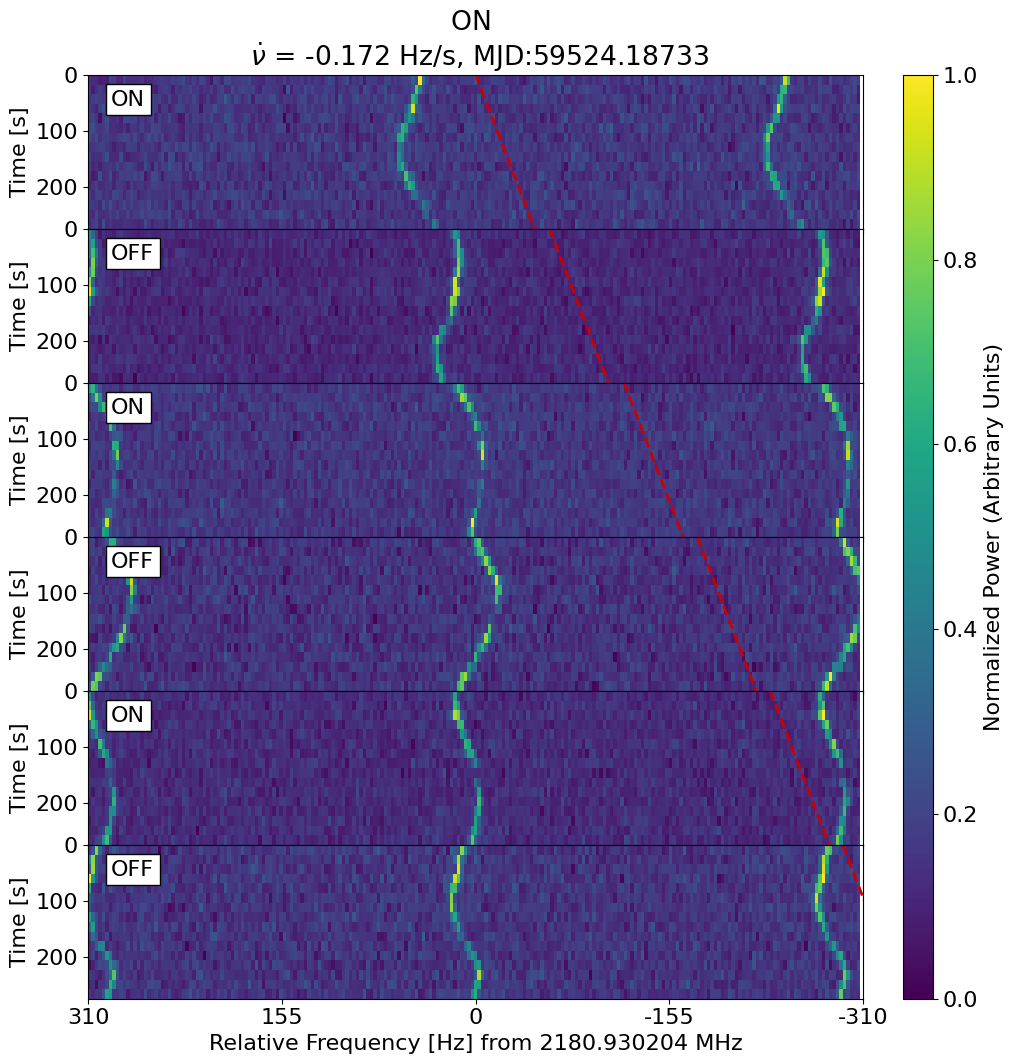 ON
ν̇ = -0.172 Hz/s, MJD:59524.18733
0
ON
100
Time [s]
200
0
OFF
100
Time [s]
200
0
ON
100
Time [s]
200
0
OFF
100
Time [s]
200
0
ON
100
Time [s]
200
0
OFF
100
Time [s]
200
310 155 0 -155 -310
Relative Frequency [Hz] from 2180.930204 MHz
1.0
0.8
0.6
0.4
0.2
0.0
Normalized Power (Arbitrary Units)